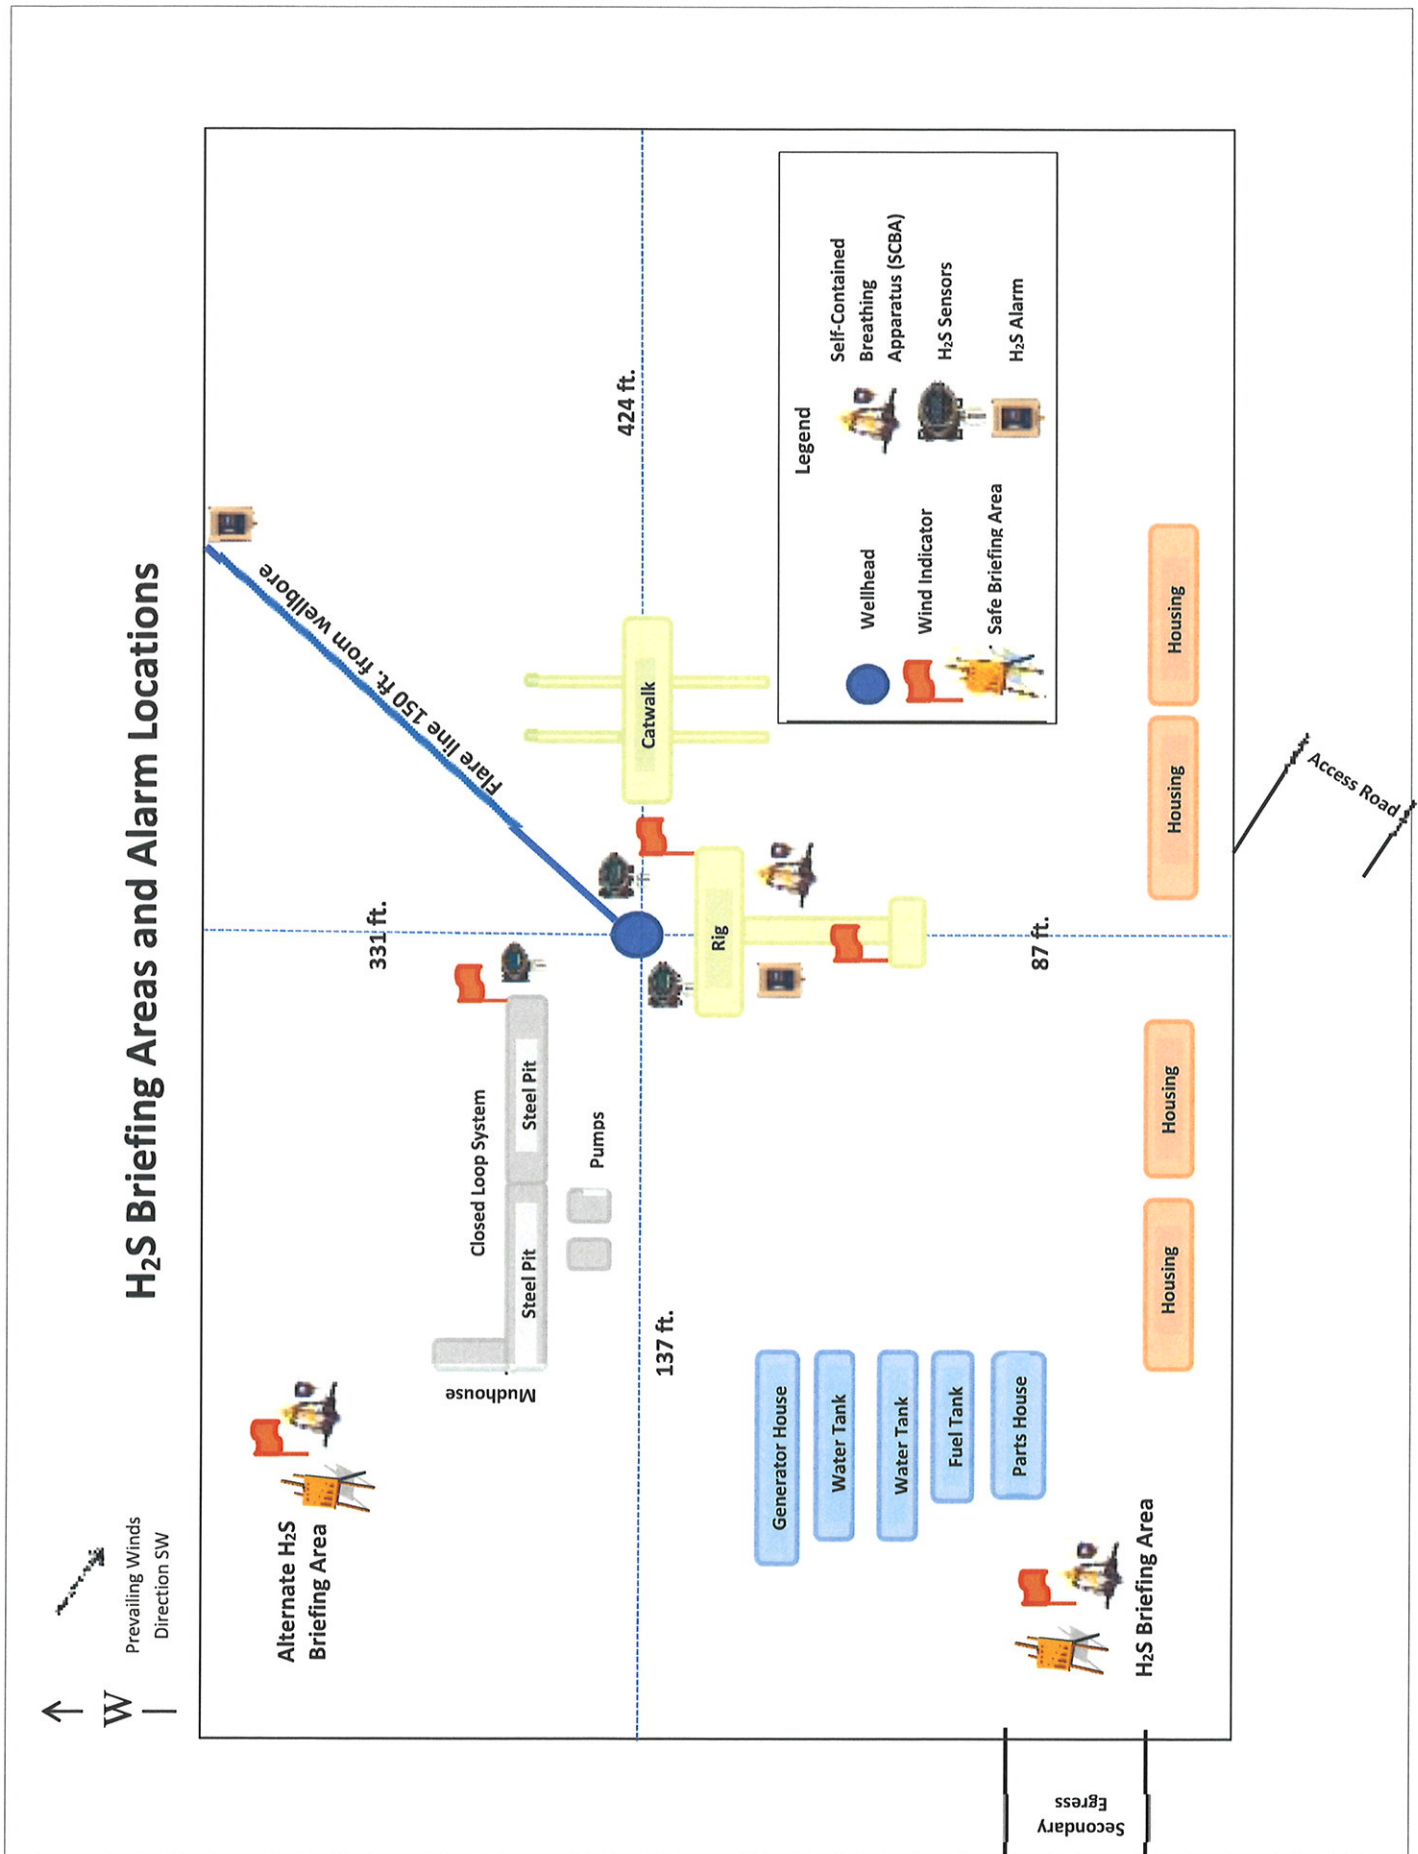 H₂S Briefing Areas and Alarm Locations
W
Prevailing Winds
Direction SW
Alternate H₂S
Briefing Area
Mudhouse
Closed Loop System
Steel Pit
Steel Pit
Pumps
331 ft.
Flare line 150 ft. from wellbore
137 ft.
424 ft.
Catwalk
Rig
87 ft.
Generator House
Water Tank
Water Tank
Fuel Tank
Parts House
H₂S Briefing Area
Housing
Housing
Housing
Housing
Legend
Wellhead
Wind Indicator
Safe Briefing Area
Self-Contained
Breathing
Apparatus (SCBA)
H₂S Sensors
H₂S Alarm
Secondary
Egress
Access Road